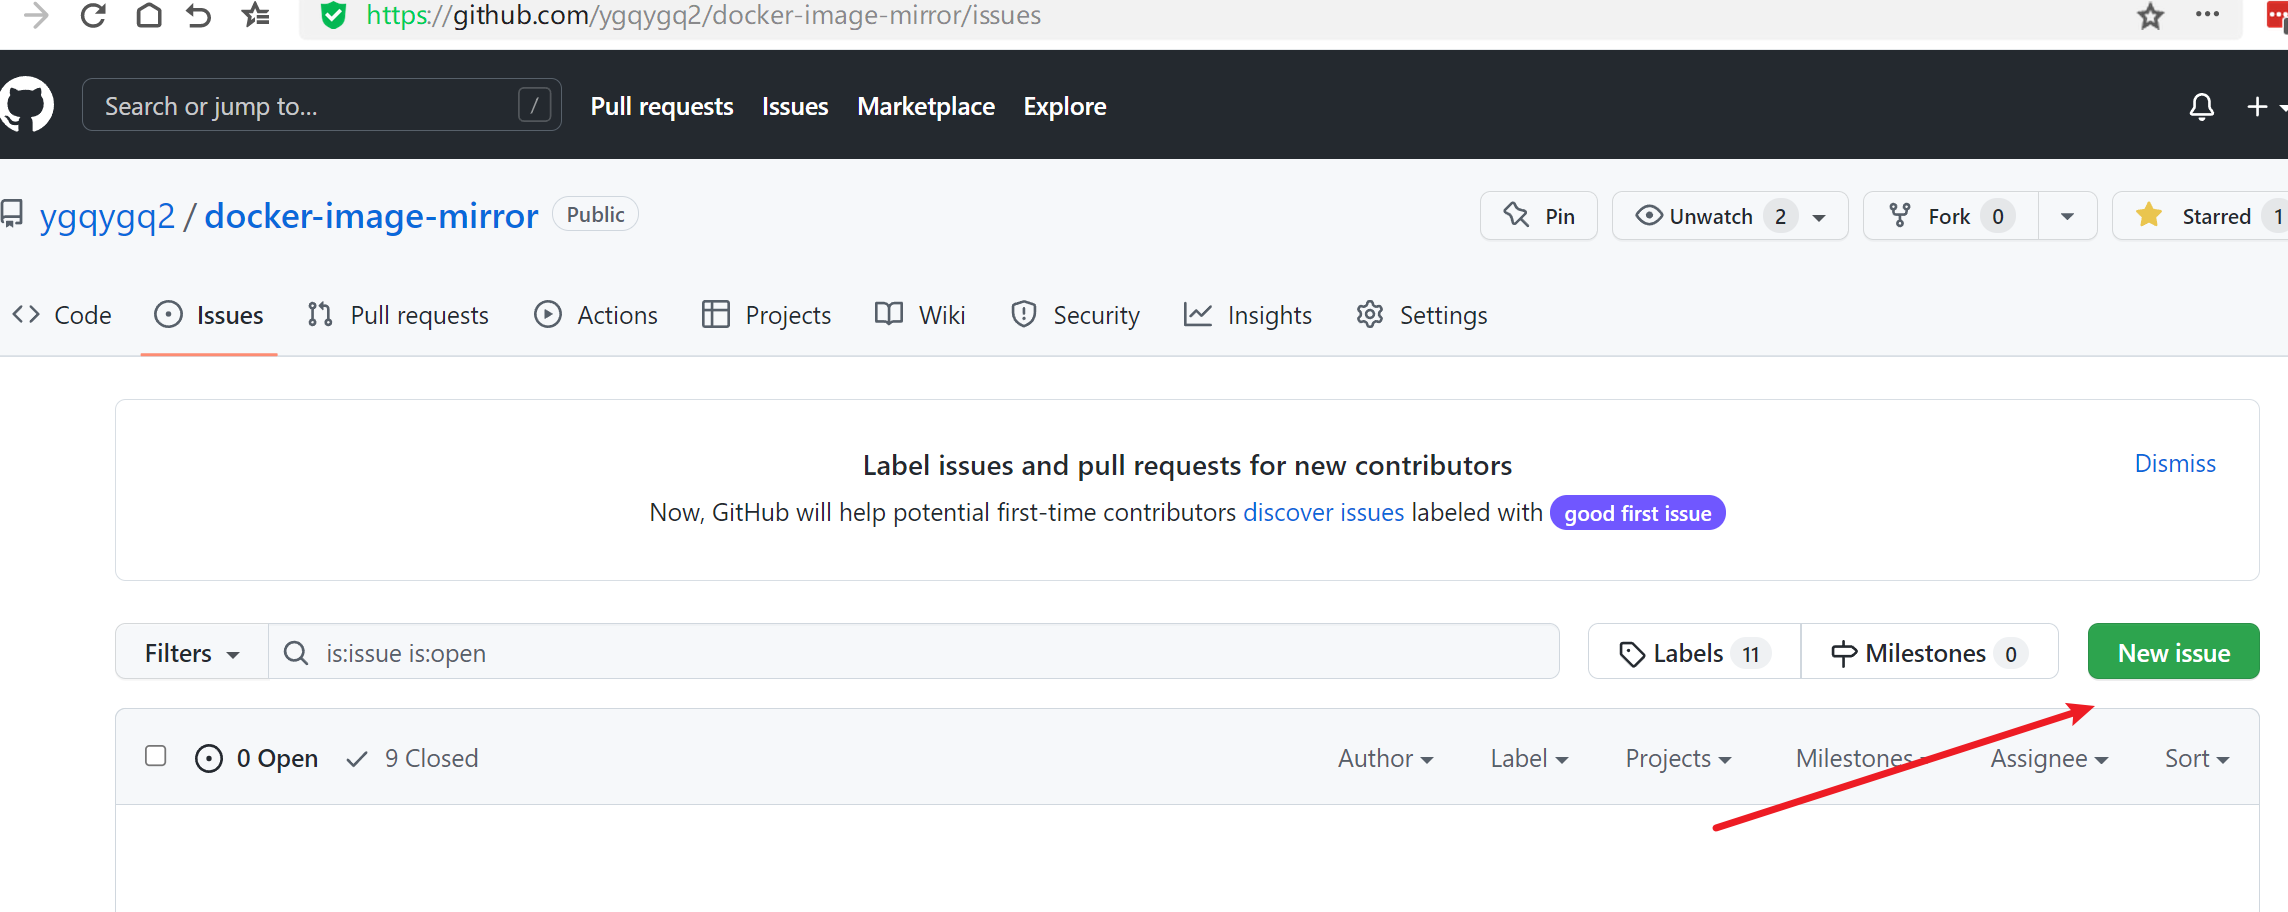 https://github.com/ygqygq2/docker-image-mirror/issues
Search or jump to... / Pull requests Issues Marketplace Explore
ygqygq2 / docker-image-mirror Public Pin Unwatch 2 Fork 0 Starred 1
Code Issues Pull requests Actions Projects Wiki Security Insights Settings
Label issues and pull requests for new contributors
Dismiss
Now, GitHub will help potential first-time contributors discover issues labeled with good first issue
Filters is:issue is:open Labels 11 Milestones 0 New issue
0 Open 9 Closed Author Label Projects Milestones Assignee Sort